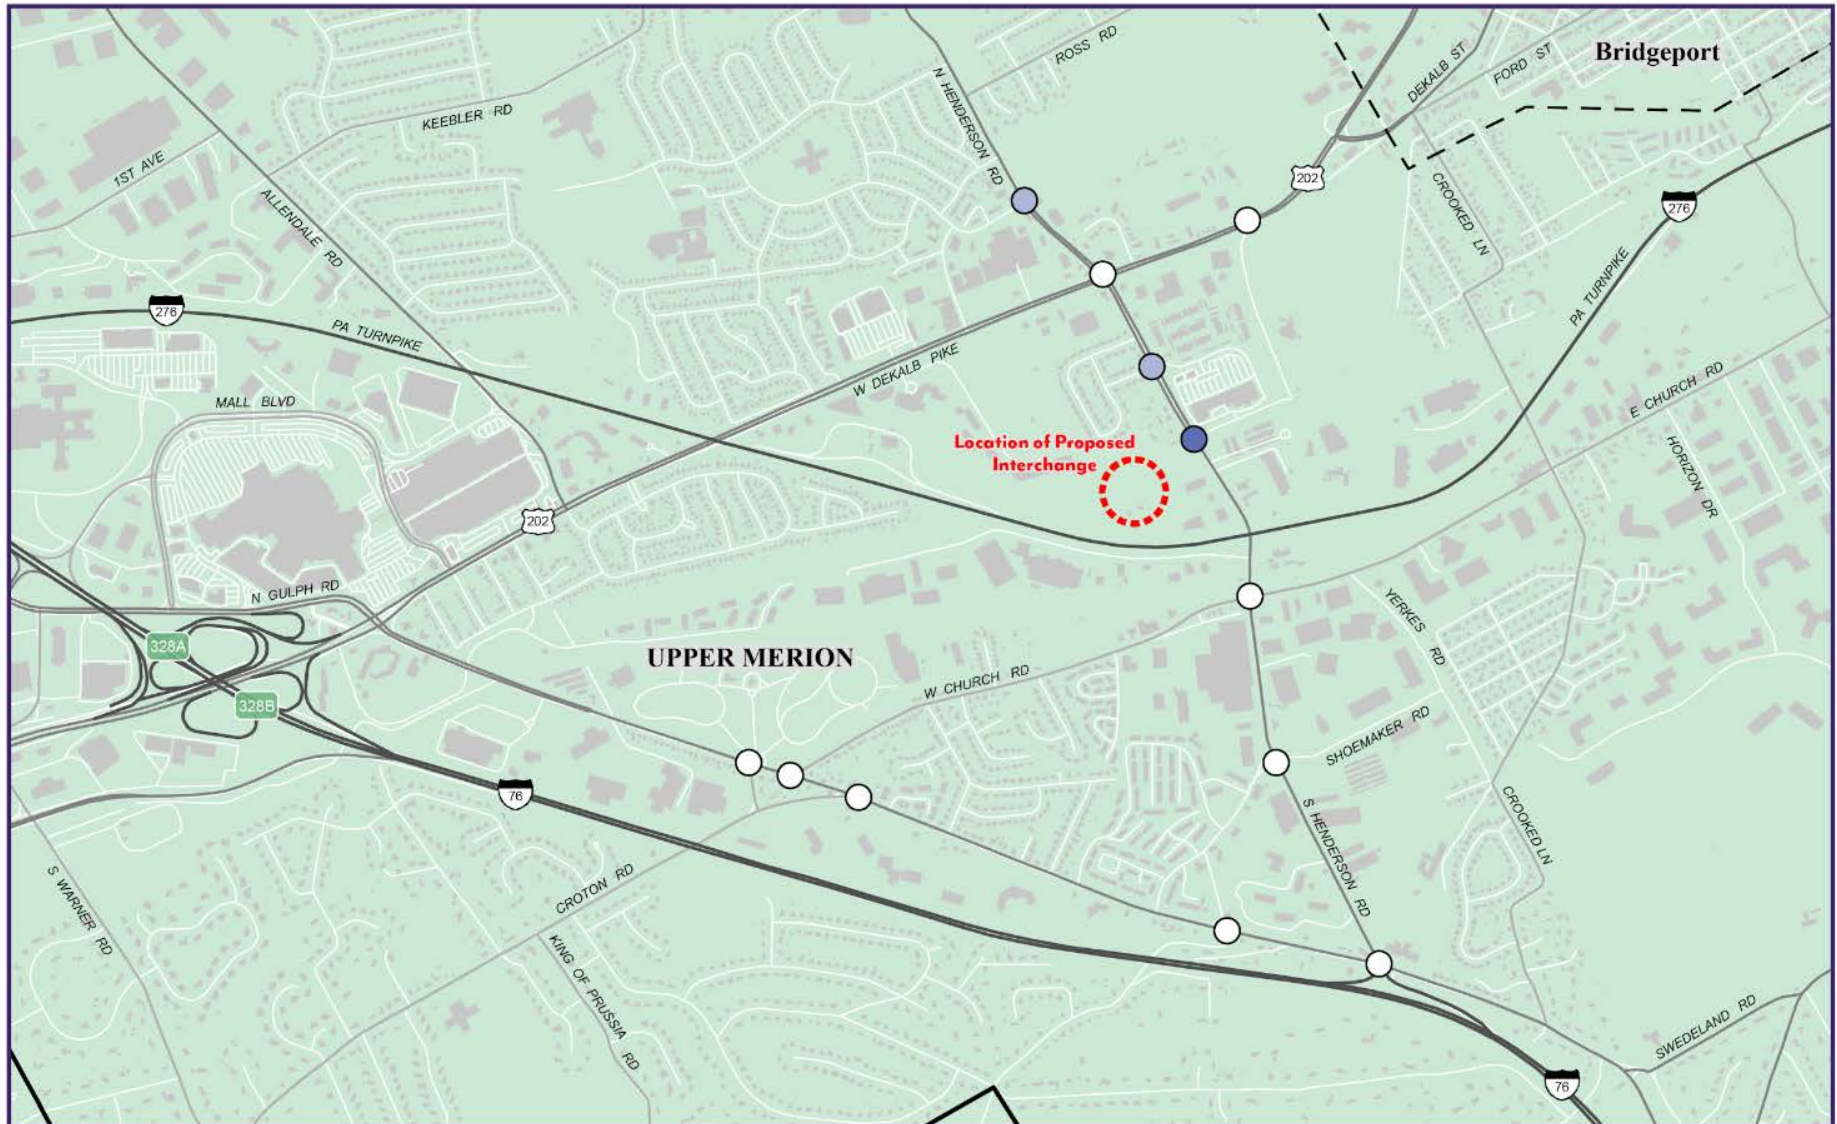 Bridgeport
ROSS RD
DEKALB ST
FORD ST
N HENDERSON RD
KEEBLER RD
1ST AVE
ALLENDALE RD
202
CROOKED LN
276
276
PA TURNPIKE
PA TURNPIKE
W DEKALB PIKE
E CHURCH RD
MALL BLVD
Location of Proposed
Interchange
HORIZON DR
202
N GULPH RD
YERKES RD
328A
UPPER MERION
W CHURCH RD
328B
SHOEMAKER RD
76
CROOKED LN
S HENDERSON RD
S WARNER RD
CROTON RD
KING OF PRUSSIA RD
SWEDELAND RD
76